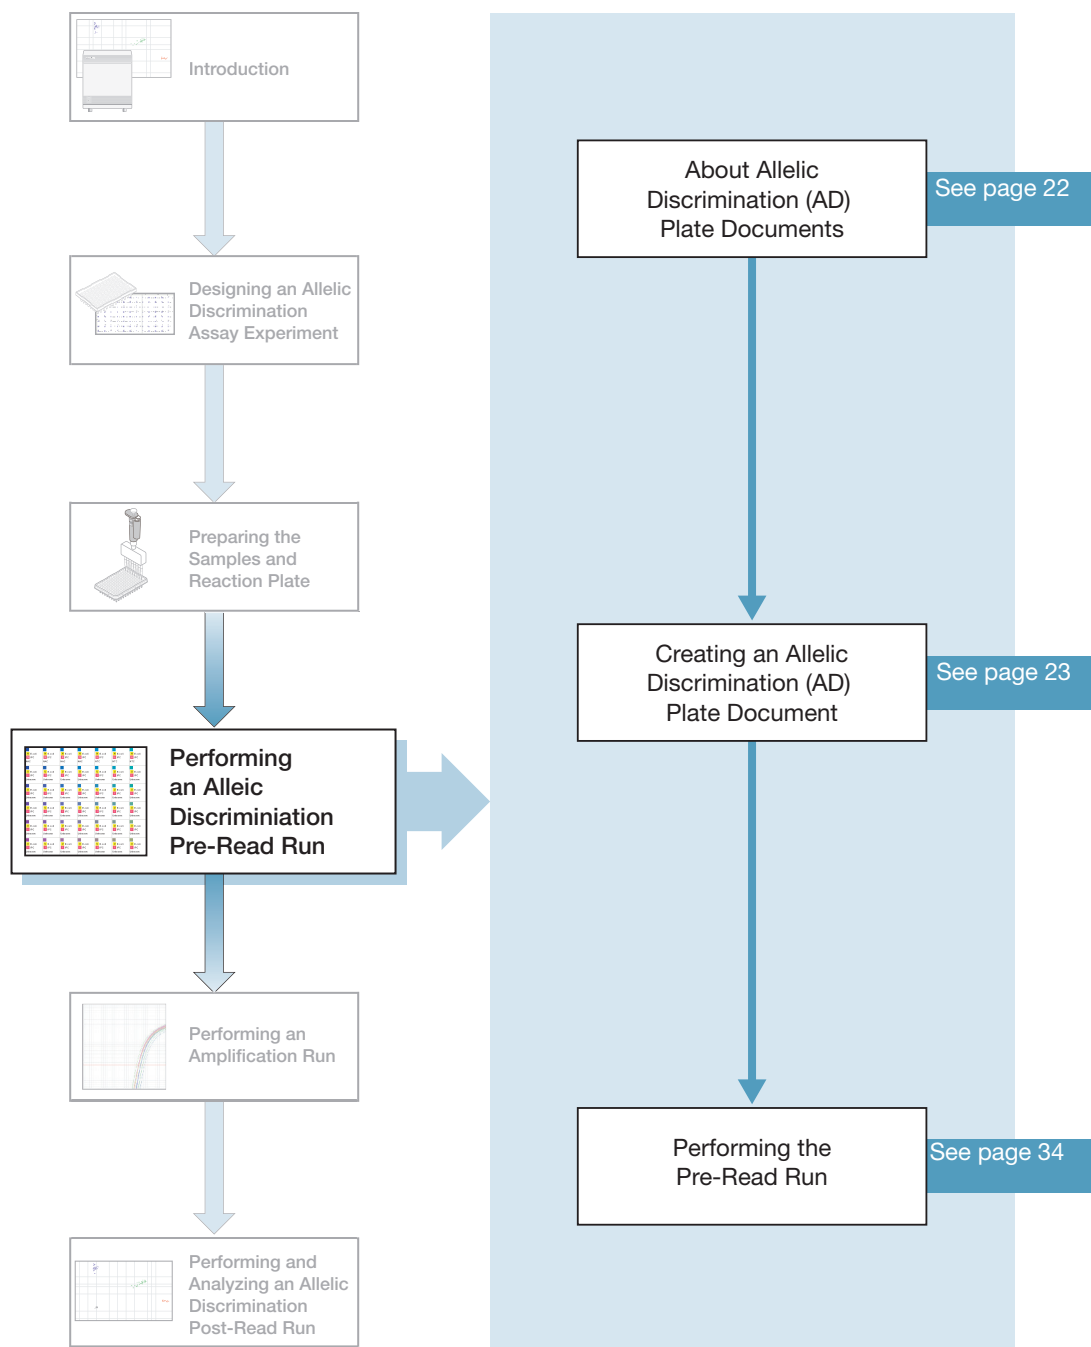 Introduction
Designing an Allelic
Discrimination
Assay Experiment
Preparing the
Samples and
Reaction Plate
Performing
an Alleic
Discriminiation
Pre-Read Run
Performing an
Amplification Run
Performing and
Analyzing an Allelic
Discrimination
Post-Read Run
About Allelic
Discrimination (AD)
Plate Documents
See page 22
Creating an Allelic
Discrimination (AD)
Plate Document
See page 23
Performing the
Pre-Read Run
See page 34